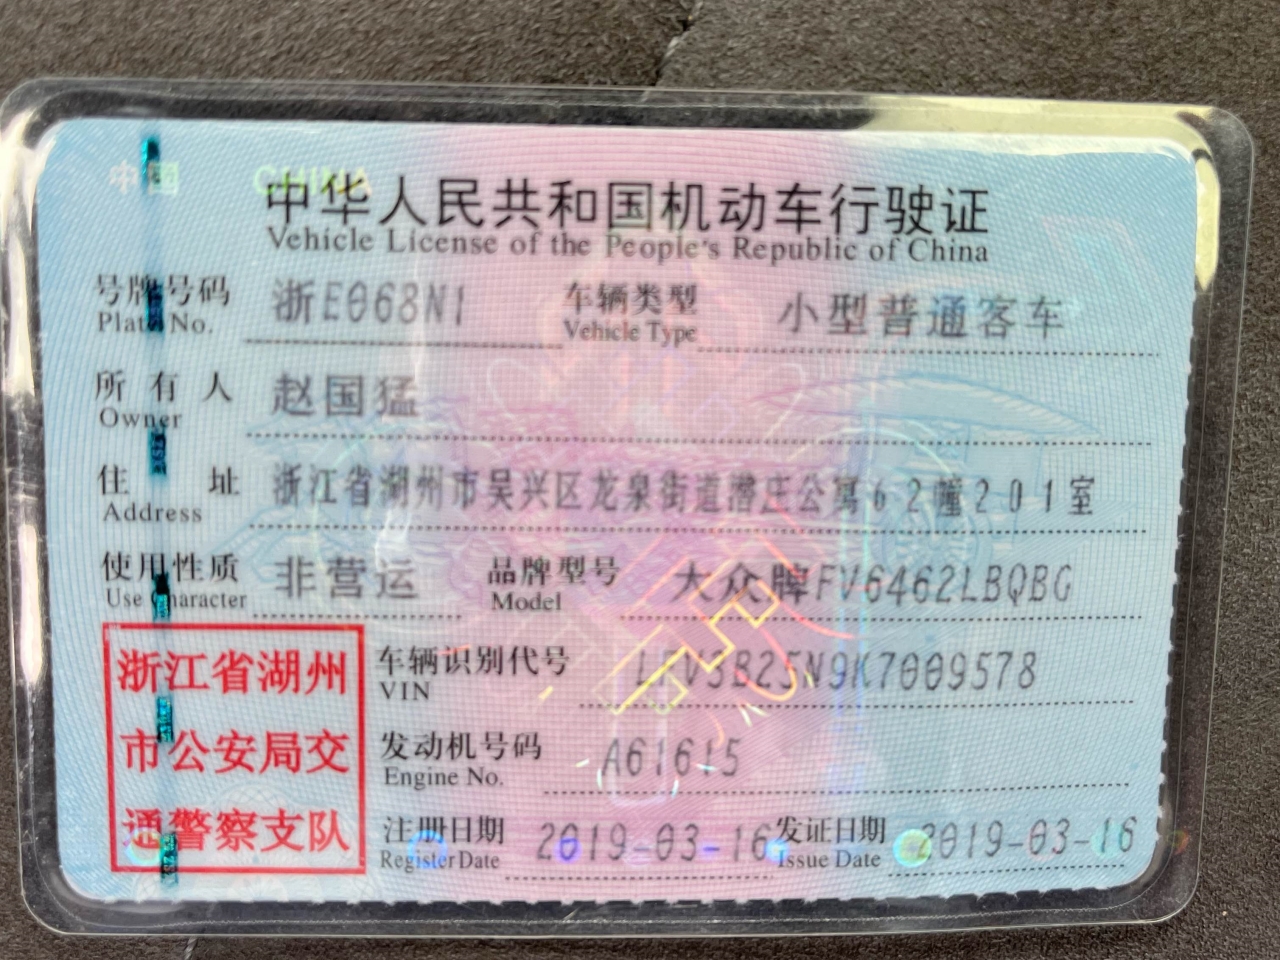 中国 CHINA
中华人民共和国机动车行驶证
Vehicle License of the People's Republic of China
号牌号码 浙E068N1 车辆类型 小型普通客车
Plate No. Vehicle Type
所有人 赵国猛
Owner
住址 浙江省湖州市吴兴区龙泉街道潜庄公寓62幢201室
Address
使用性质 非营运 品牌型号 大众牌FV6462LBQBG
Use Character Model
浙江省湖州
市公安局交
通警察支队
车辆识别代号 LFV3B25N9K7009578
VIN
发动机号码 A61615
Engine No.
注册日期 2019-03-16 发证日期 2019-03-16
Register Date Issue Date